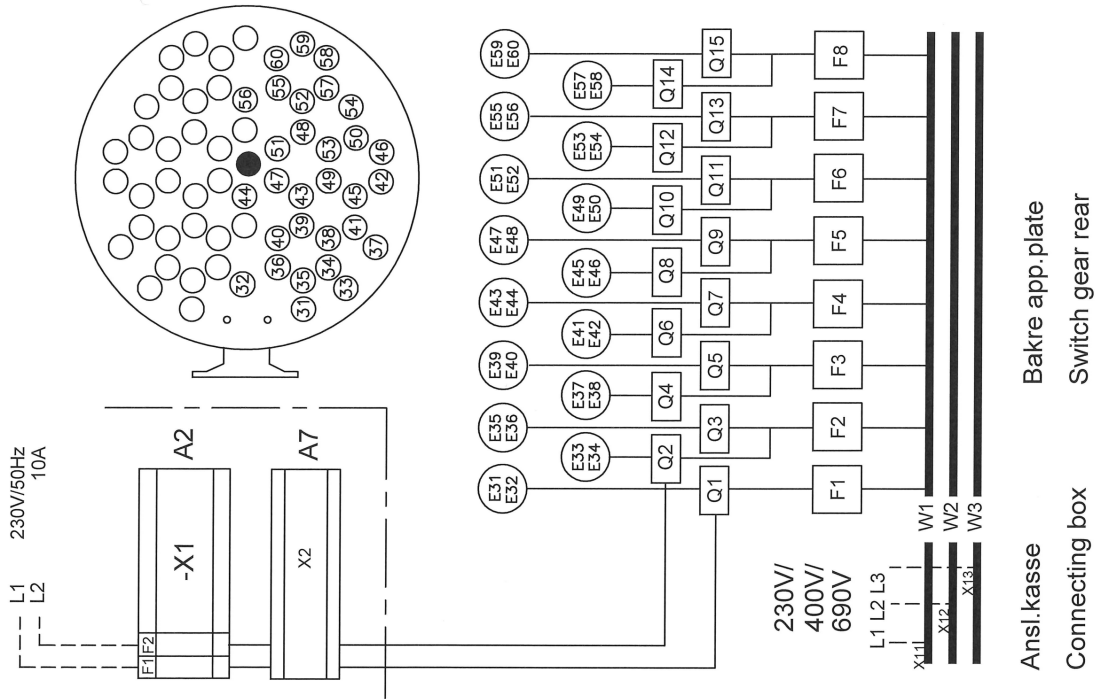 230V/50Hz
10A
L1
L2
F1
F2
-X1
A2
X2
A7
60
59
58
55
57
56
52
54
48
51
53
50
46
47
49
42
44
43
45
39
41
40
38
37
36
34
32
35
33
31
E31
E32
E33
E34
E35
E36
E37
E38
E39
E40
E41
E42
E43
E44
E45
E46
E47
E48
E49
E50
E51
E52
E53
E54
E55
E56
E57
E58
E59
E60
Q1
Q2
Q3
Q4
Q5
Q6
Q7
Q8
Q9
Q10
Q11
Q12
Q13
Q14
Q15
F1
F2
F3
F4
F5
F6
F7
F8
230V/
400V/
690V
L1 L2 L3
X11
X12
X13
W1
W2
W3
Ansl.kasse
Connecting box
Bakre app.plate
Switch gear rear